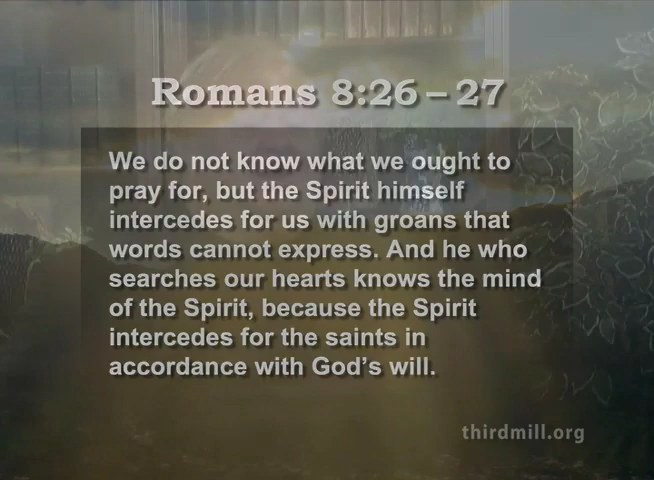 Romans 8:26 – 27
We do not know what we ought to
pray for, but the Spirit himself
intercedes for us with groans that
words cannot express. And he who
searches our hearts knows the mind
of the Spirit, because the Spirit
intercedes for the saints in
accordance with God’s will.
thirdmill.org